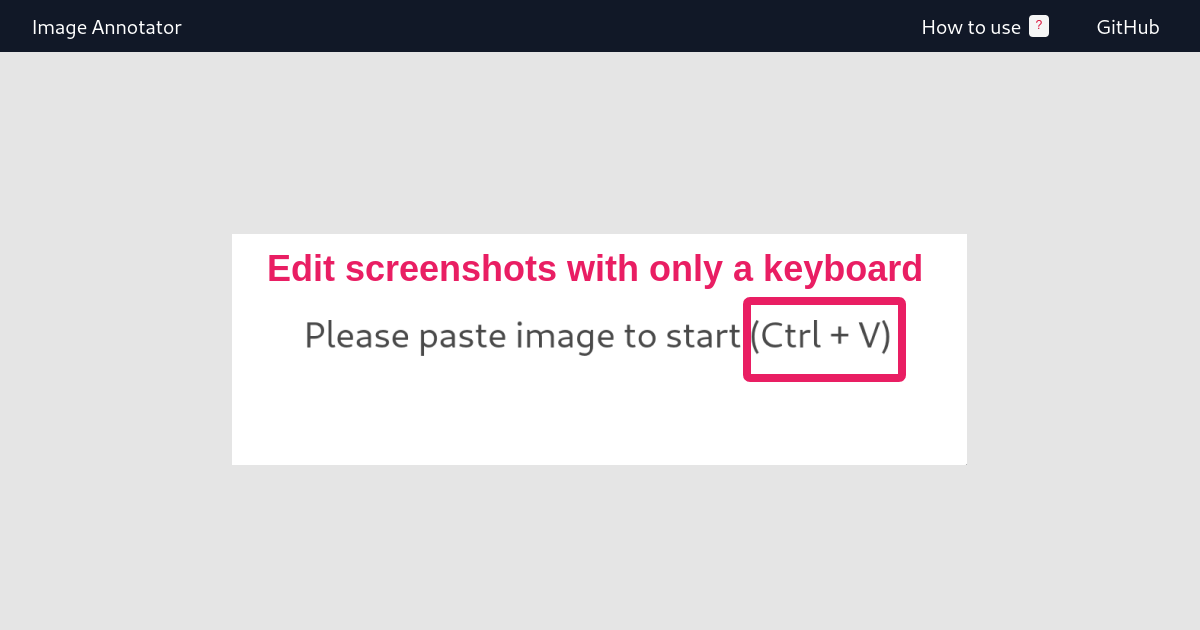 Image Annotator How to use ? GitHub
Edit screenshots with only a keyboard
Please paste image to start (Ctrl + V)